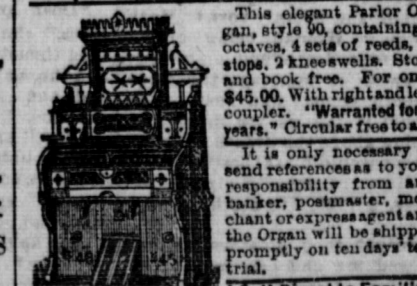 This elegant Parlor O
gan, style 90, containing
octaves, 4 sets of reeds,
stops, 2 kneeswells. Sto
and book free. For on
$45.00. With right and le
coupler. "Warranted for
years." Circular free to a
It is only necessary
send references as to yo
responsibility from a
banker, postmaster, me
chant or express agent a
the Organ will be shipp
promptly on ten days' te
trial.
S